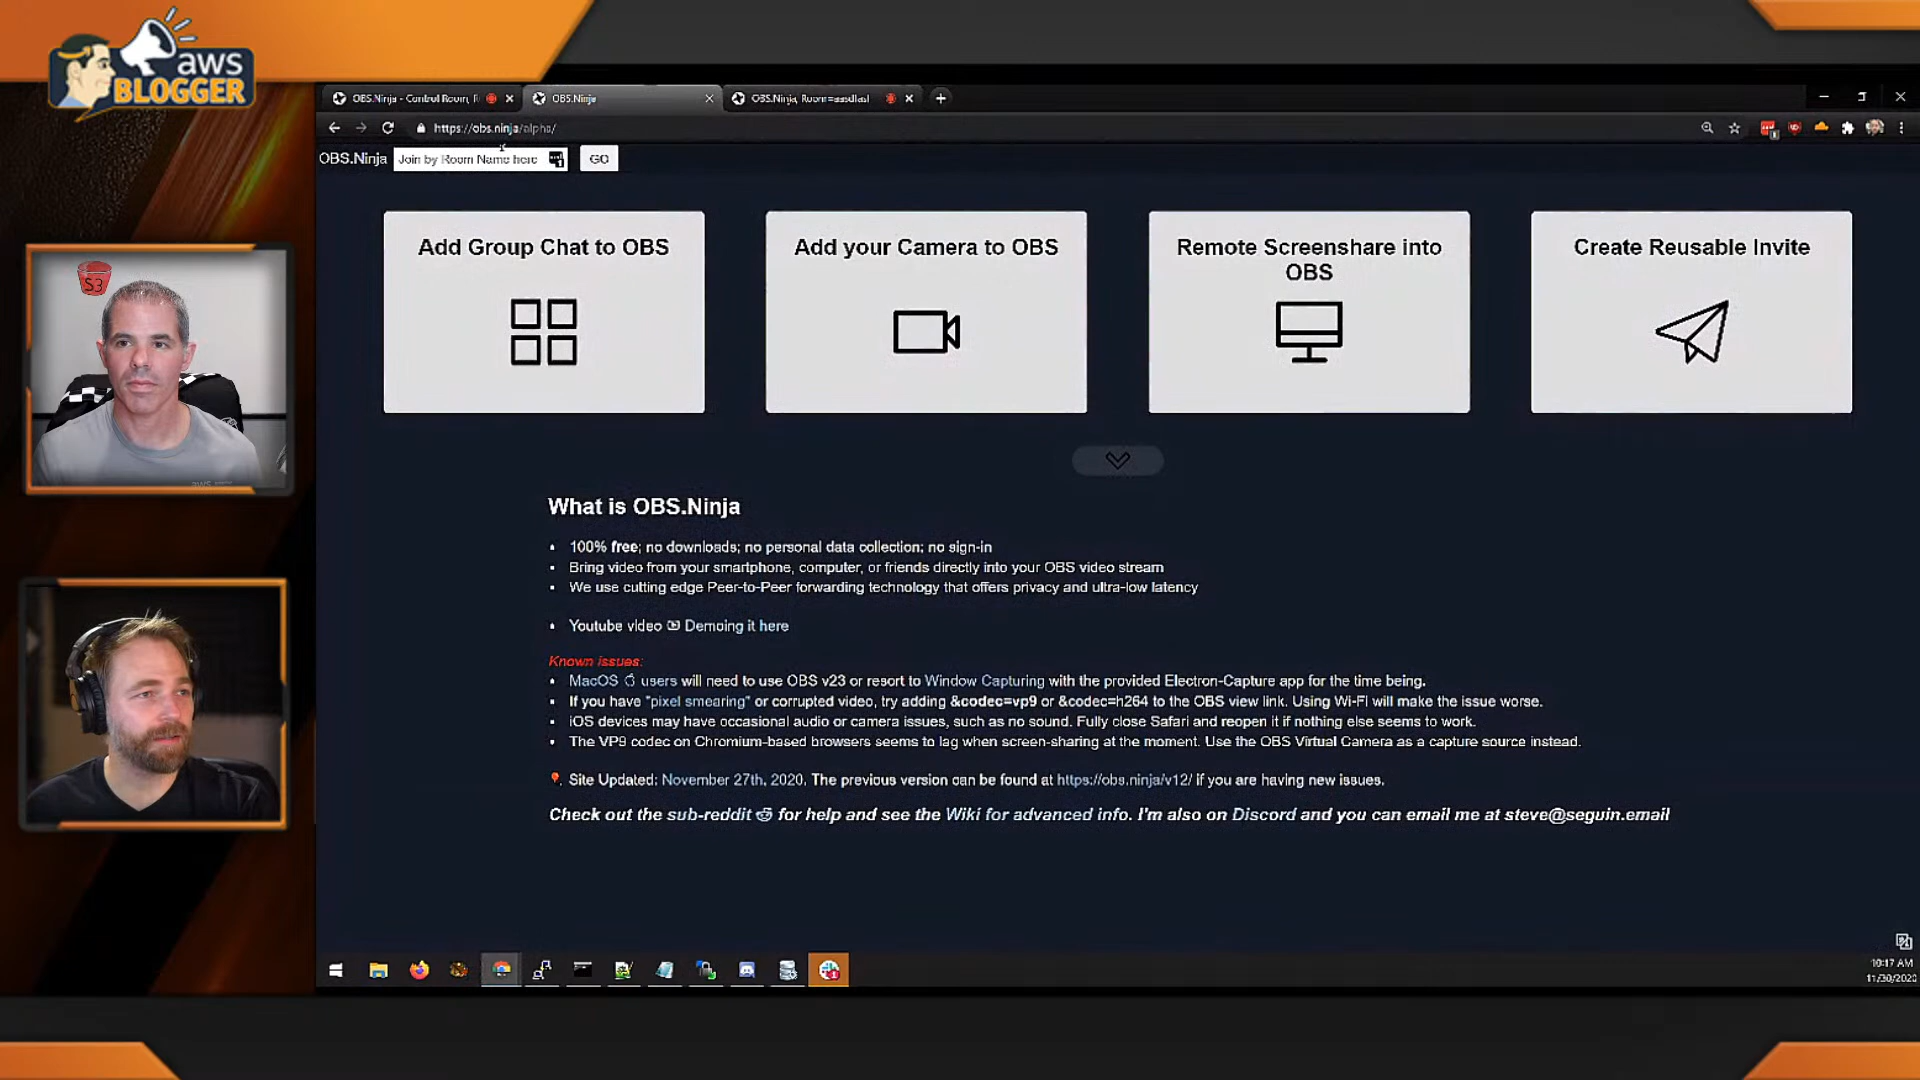 aws
BLOGGER
OBS.Ninja - Control Room, R
OBS.Ninja
OBS.Ninja, Room=aasdlasl
https://obs.ninja/alpha/
OBS.Ninja
Join by Room Name here
GO
Add Group Chat to OBS
Add your Camera to OBS
Remote Screenshare into
OBS
Create Reusable Invite
S3
What is OBS.Ninja
• 100% free; no downloads; no personal data collection; no sign-in
• Bring video from your smartphone, computer, or friends directly into your OBS video stream
• We use cutting edge Peer-to-Peer forwarding technology that offers privacy and ultra-low latency
• Youtube video Demoing it here
Known issues:
• MacOS users will need to use OBS v23 or resort to Window Capturing with the provided Electron-Capture app for the time being.
• If you have "pixel smearing" or corrupted video, try adding &codec=vp9 or &codec=h264 to the OBS view link. Using Wi-Fi will make the issue worse.
• iOS devices may have occasional audio or camera issues, such as no sound. Fully close Safari and reopen it if nothing else seems to work.
• The VP9 codec on Chromium-based browsers seems to lag when screen-sharing at the moment. Use the OBS Virtual Camera as a capture source instead.
Site Updated: November 27th, 2020. The previous version can be found at https://obs.ninja/v12/ if you are having new issues.
Check out the sub-reddit for help and see the Wiki for advanced info. I'm also on Discord and you can email me at steve@seguin.email
10:17 AM
11/30/2020